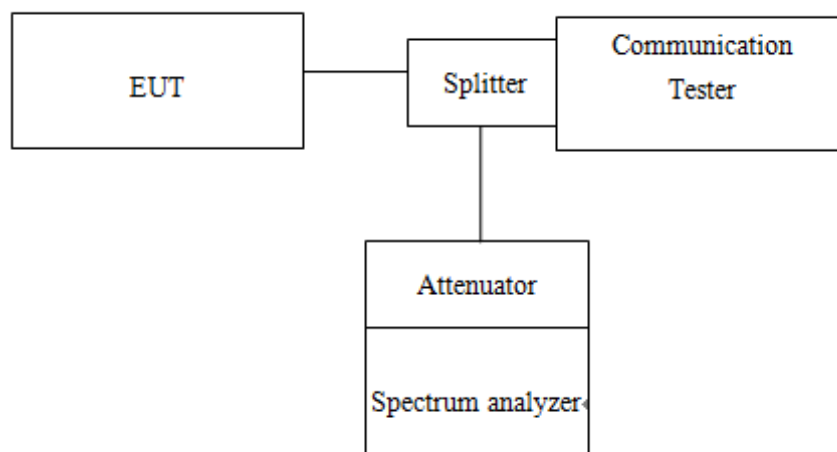 EUT
Splitter
Communication
Tester
Attenuator
Spectrum analyzer